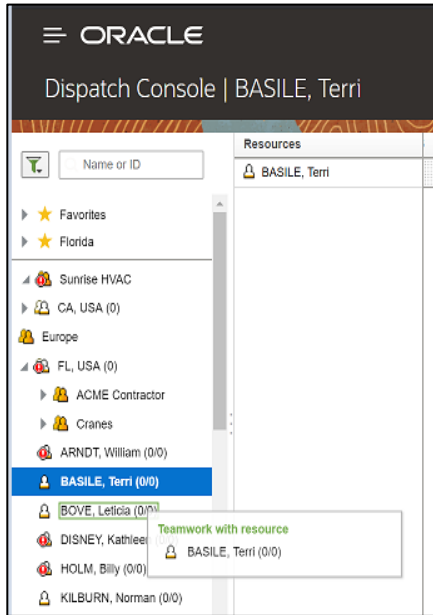 ORACLE
Dispatch Console | BASILE, Terri
Name or ID
Favorites
Florida
Sunrise HVAC
CA, USA (0)
Europe
FL, USA (0)
ACME Contractor
Cranes
ARNDT, William (0/0)
BASILE, Terri (0/0)
BOVE, Leticia (0/0)
DISNEY, Kathleen
HOLM, Billy (0/0)
KILBURN, Norman (0/0)
Resources
BASILE, Terri
Teamwork with resource
BASILE, Terri (0/0)